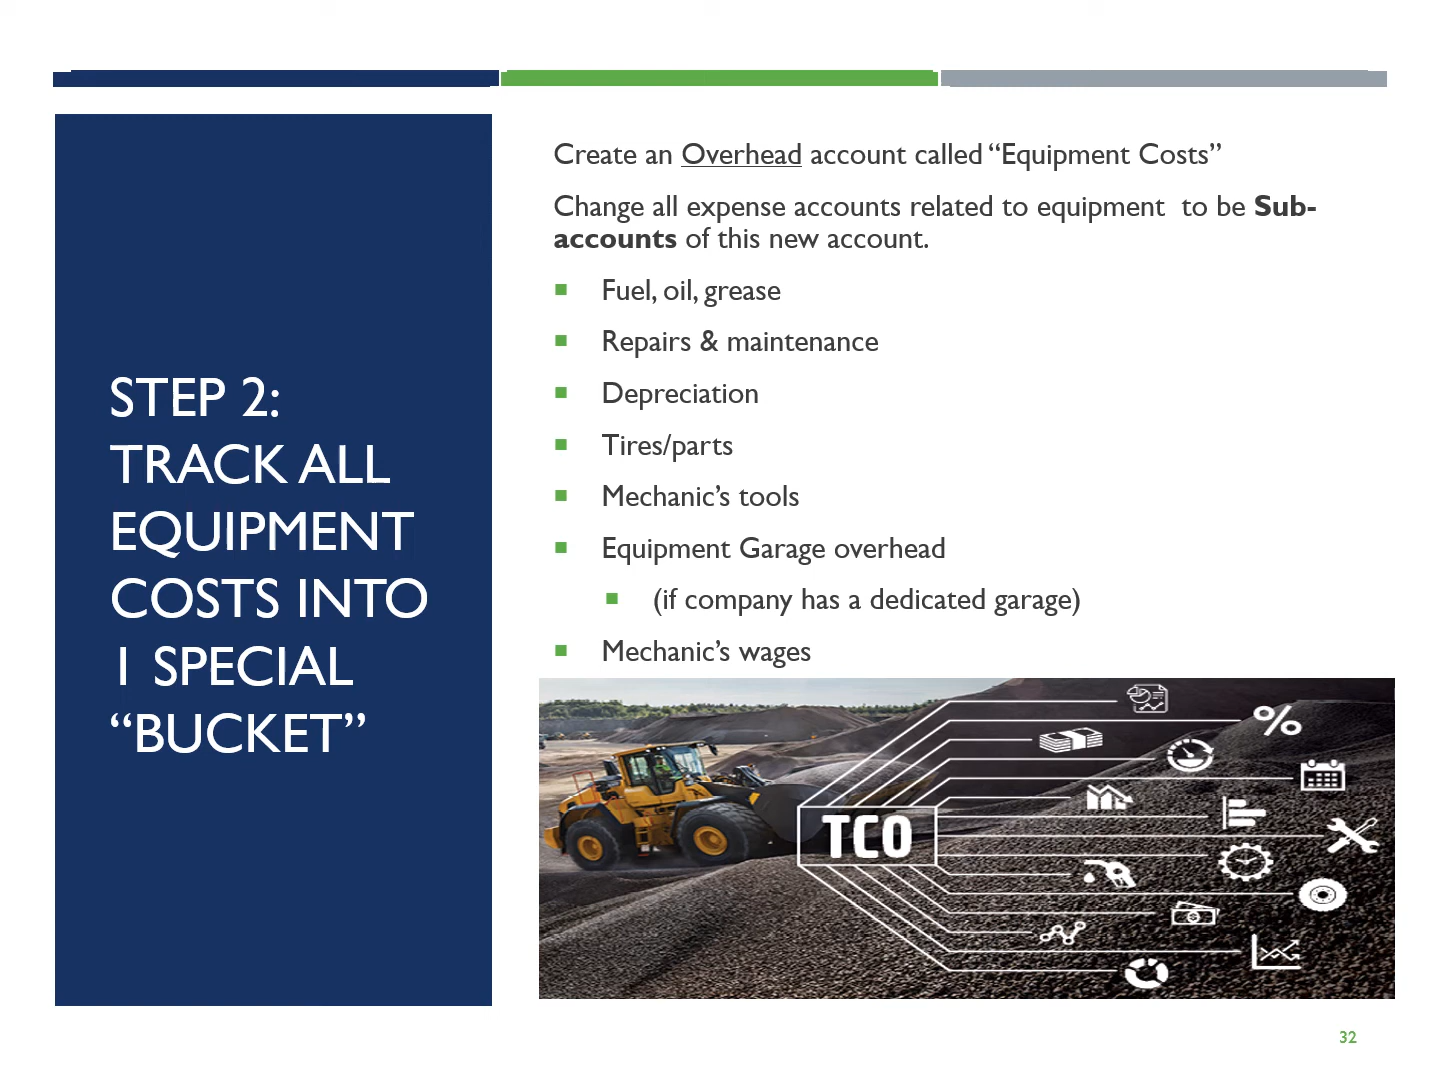 STEP 2:
TRACK ALL
EQUIPMENT
COSTS INTO
1 SPECIAL
“BUCKET”
Create an Overhead account called “Equipment Costs”
Change all expense accounts related to equipment  to be Sub-
accounts of this new account.
Fuel, oil, grease
Repairs & maintenance
Depreciation
Tires/parts
Mechanic’s tools
Equipment Garage overhead
(if company has a dedicated garage)
Mechanic’s wages
%
TCO
32